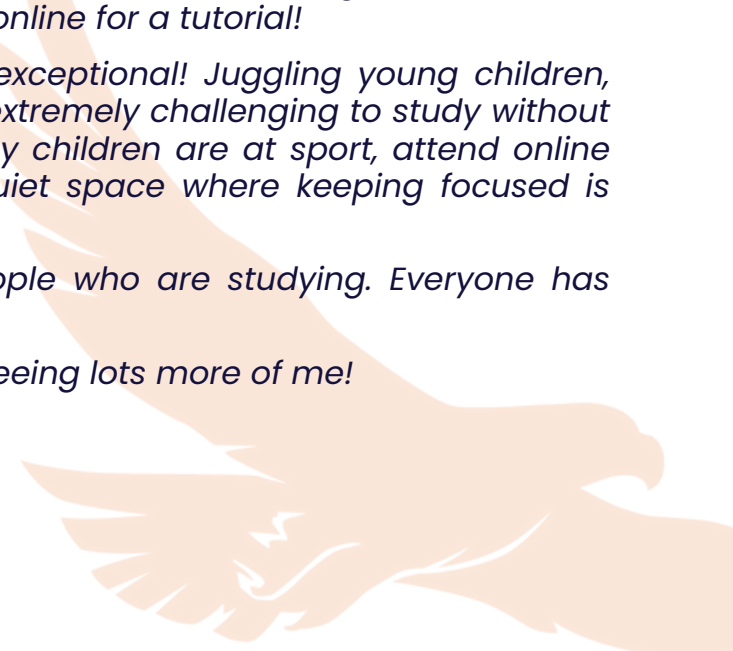 online for a tutorial!
exceptional! Juggling young children,
extremely challenging to study without
y children are at sport, attend online
uiet space where keeping focused is
ople who are studying. Everyone has
eeing lots more of me!